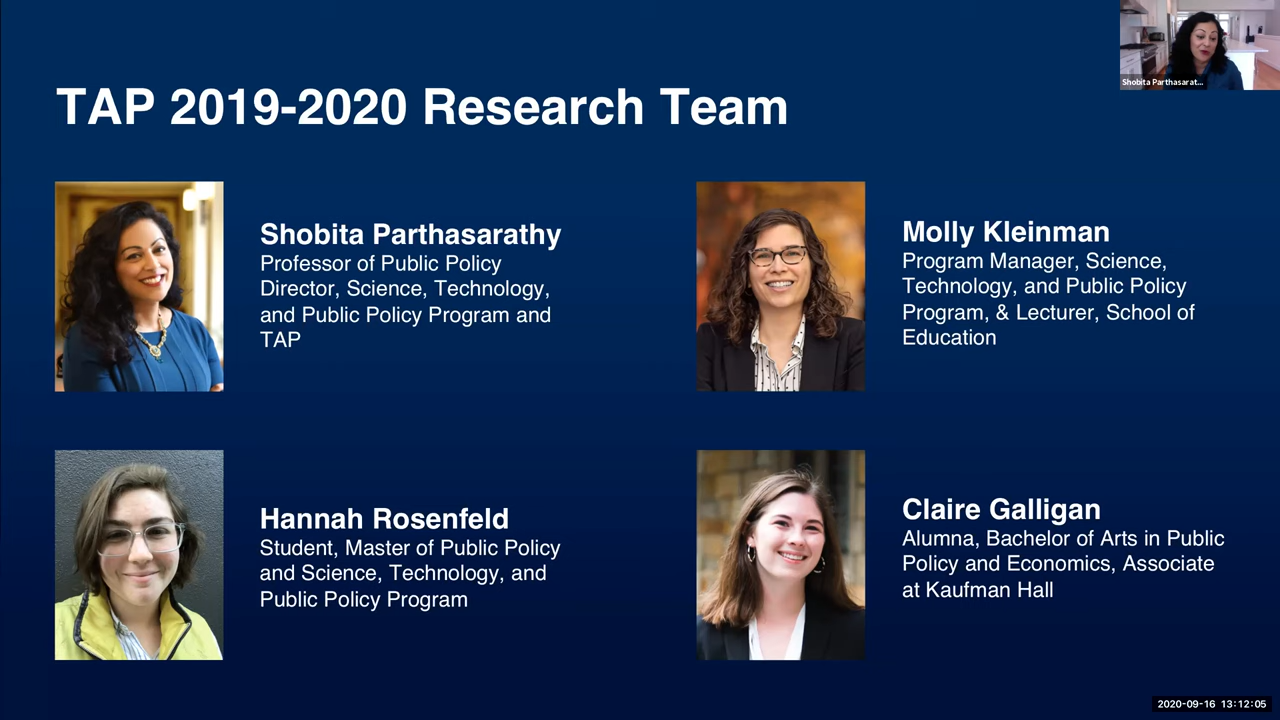 TAP 2019-2020 Research Team
Shobita Parthasarat...
Shobita Parthasarathy
Professor of Public Policy
Director, Science, Technology,
and Public Policy Program and
TAP
Molly Kleinman
Program Manager, Science,
Technology, and Public Policy
Program, & Lecturer, School of
Education
Hannah Rosenfeld
Student, Master of Public Policy
and Science, Technology, and
Public Policy Program
Claire Galligan
Alumna, Bachelor of Arts in Public
Policy and Economics, Associate
at Kaufman Hall
2020-09-16 13:12:05